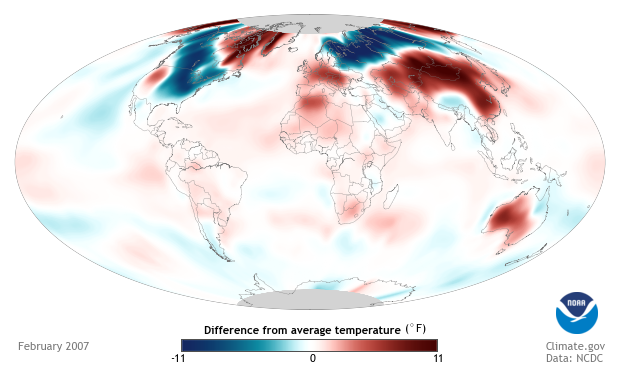 NOAA
Difference from average temperature (°F)
February 2007
-11
0
11
Climate.gov
Data: NCDC